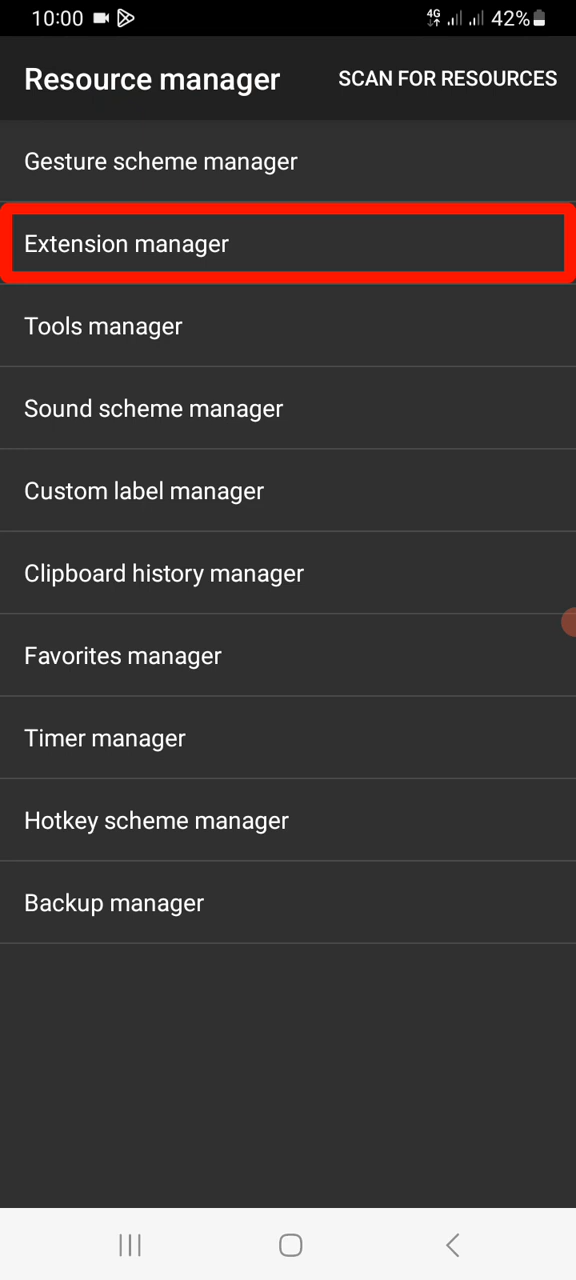 10:00 4G 42%
Resource manager SCAN FOR RESOURCES
Gesture scheme manager
Extension manager
Tools manager
Sound scheme manager
Custom label manager
Clipboard history manager
Favorites manager
Timer manager
Hotkey scheme manager
Backup manager